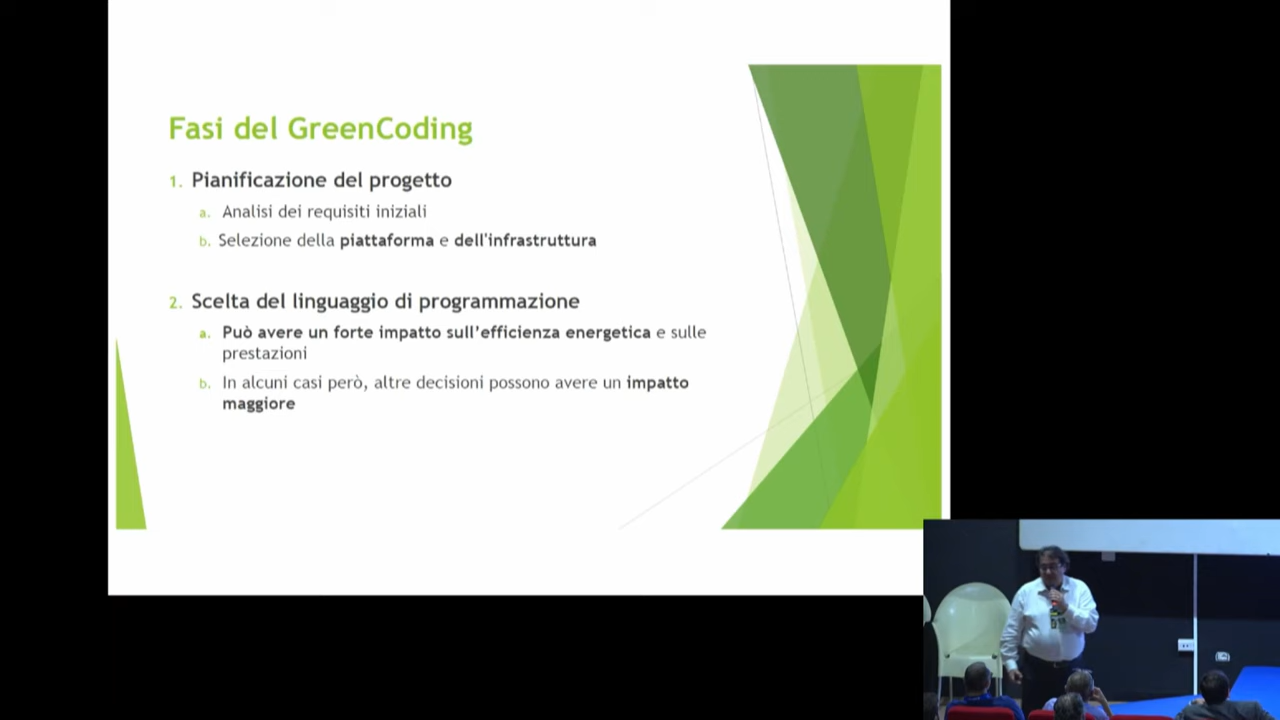 Fasi del GreenCoding
1. Pianificazione del progetto
a. Analisi dei requisiti iniziali
b. Selezione della piattaforma e dell'infrastruttura
2. Scelta del linguaggio di programmazione
a. Può avere un forte impatto sull’efficienza energetica e sulle
prestazioni
b. In alcuni casi però, altre decisioni possono avere un impatto
maggiore